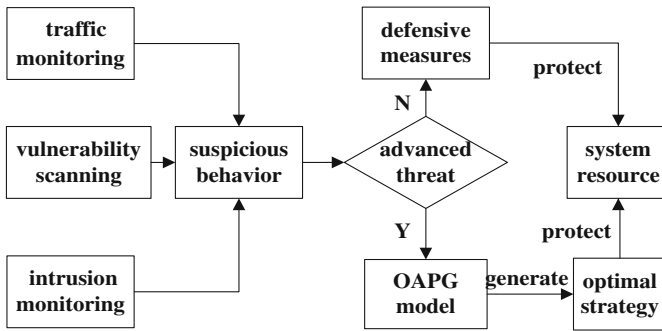 traffic
monitoring
defensive
measures
protect
N
vulnerability
scanning
suspicious
behavior
advanced
threat
system
resource
Y
protect
intrusion
monitoring
OAPG
model
generate
optimal
strategy